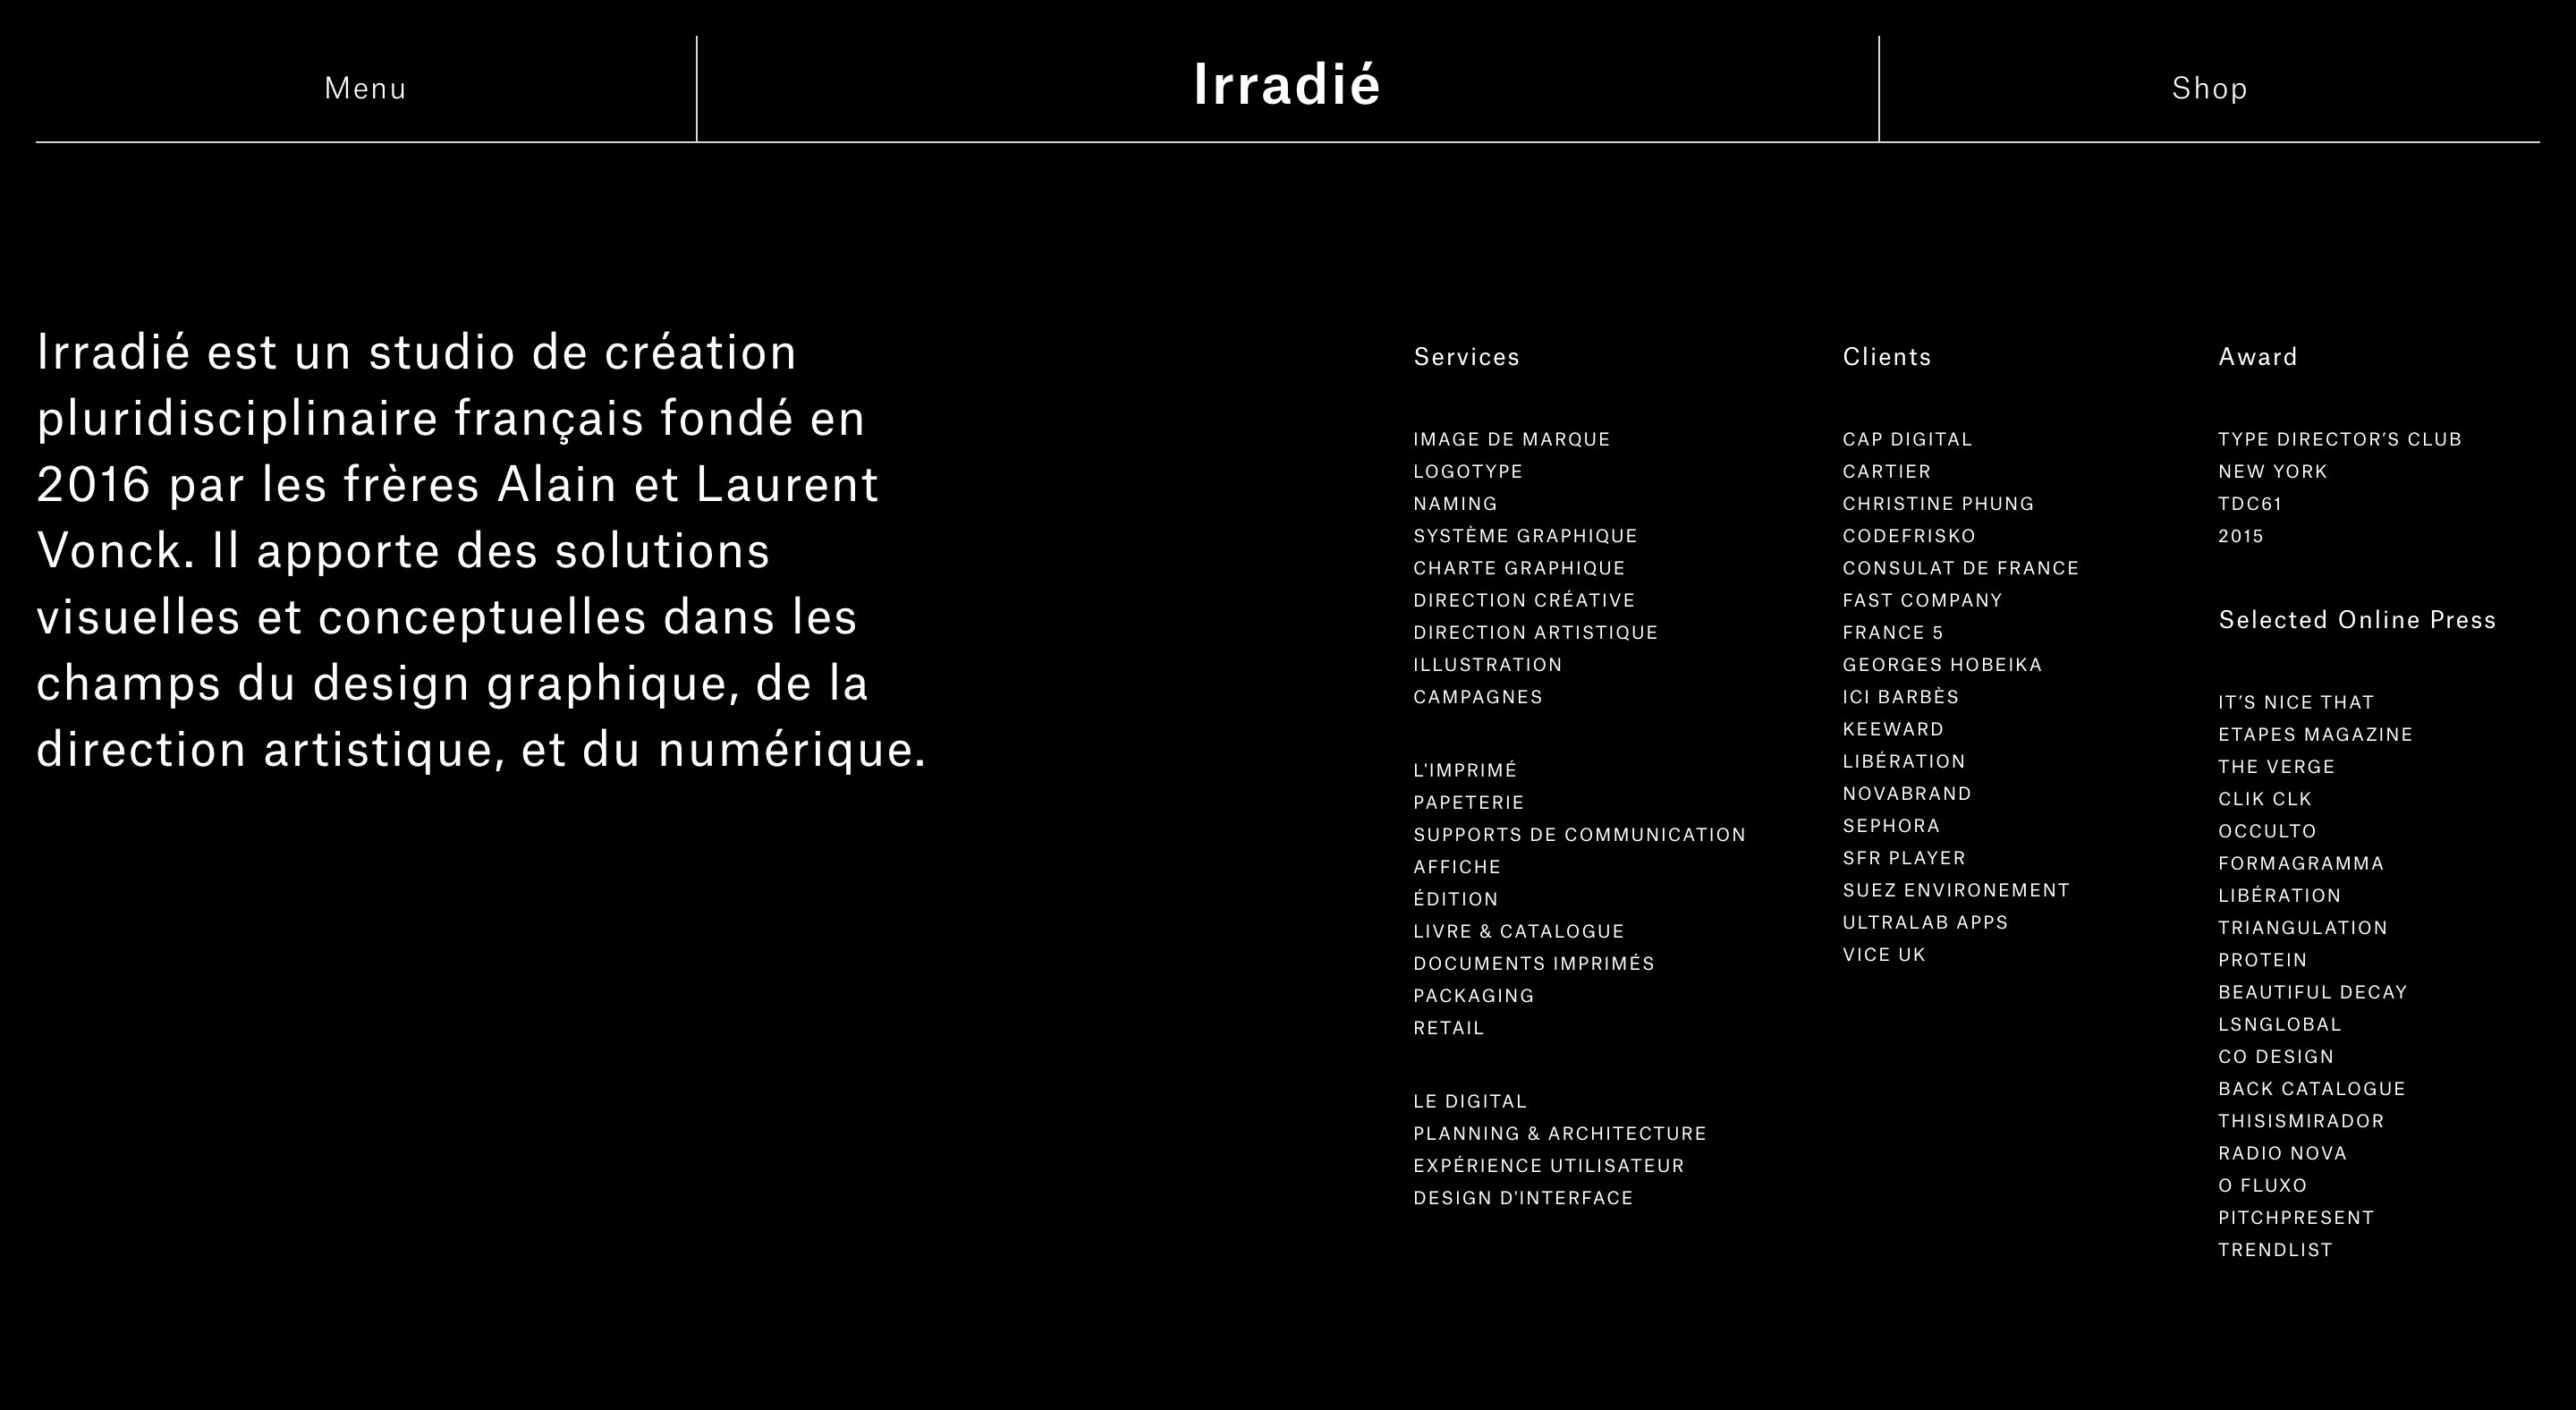 Menu
Irradié
Shop
Irradié est un studio de création
pluridisciplinaire français fondé en
2016 par les frères Alain et Laurent
Vonck. Il apporte des solutions
visuelles et conceptuelles dans les
champs du design graphique, de la
direction artistique, et du numérique.
Services
IMAGE DE MARQUE
LOGOTYPE
NAMING
SYSTÈME GRAPHIQUE
CHARTE GRAPHIQUE
DIRECTION CRÉATIVE
DIRECTION ARTISTIQUE
ILLUSTRATION
CAMPAGNES
L'IMPRIMÉ
PAPETERIE
SUPPORTS DE COMMUNICATION
AFFICHE
ÉDITION
LIVRE & CATALOGUE
DOCUMENTS IMPRIMÉS
PACKAGING
RETAIL
LE DIGITAL
PLANNING & ARCHITECTURE
EXPÉRIENCE UTILISATEUR
DESIGN D'INTERFACE
Clients
CAP DIGITAL
CARTIER
CHRISTINE PHUNG
CODEFRISKO
CONSULAT DE FRANCE
FAST COMPANY
FRANCE 5
GEORGES HOBEIKA
ICI BARBÈS
KEEWARD
LIBÉRATION
NOVABRAND
SEPHORA
SFR PLAYER
SUEZ ENVIRONEMENT
ULTRALAB APPS
VICE UK
Award
TYPE DIRECTOR’S CLUB
NEW YORK
TDC61
2015
Selected Online Press
IT’S NICE THAT
ETAPES MAGAZINE
THE VERGE
CLIK CLK
OCCULTO
FORMAGRAMMA
LIBÉRATION
TRIANGULATION
PROTEIN
BEAUTIFUL DECAY
LSNGLOBAL
CO DESIGN
BACK CATALOGUE
THISISMIRADOR
RADIO NOVA
O FLUXO
PITCHPRESENT
TRENDLIST